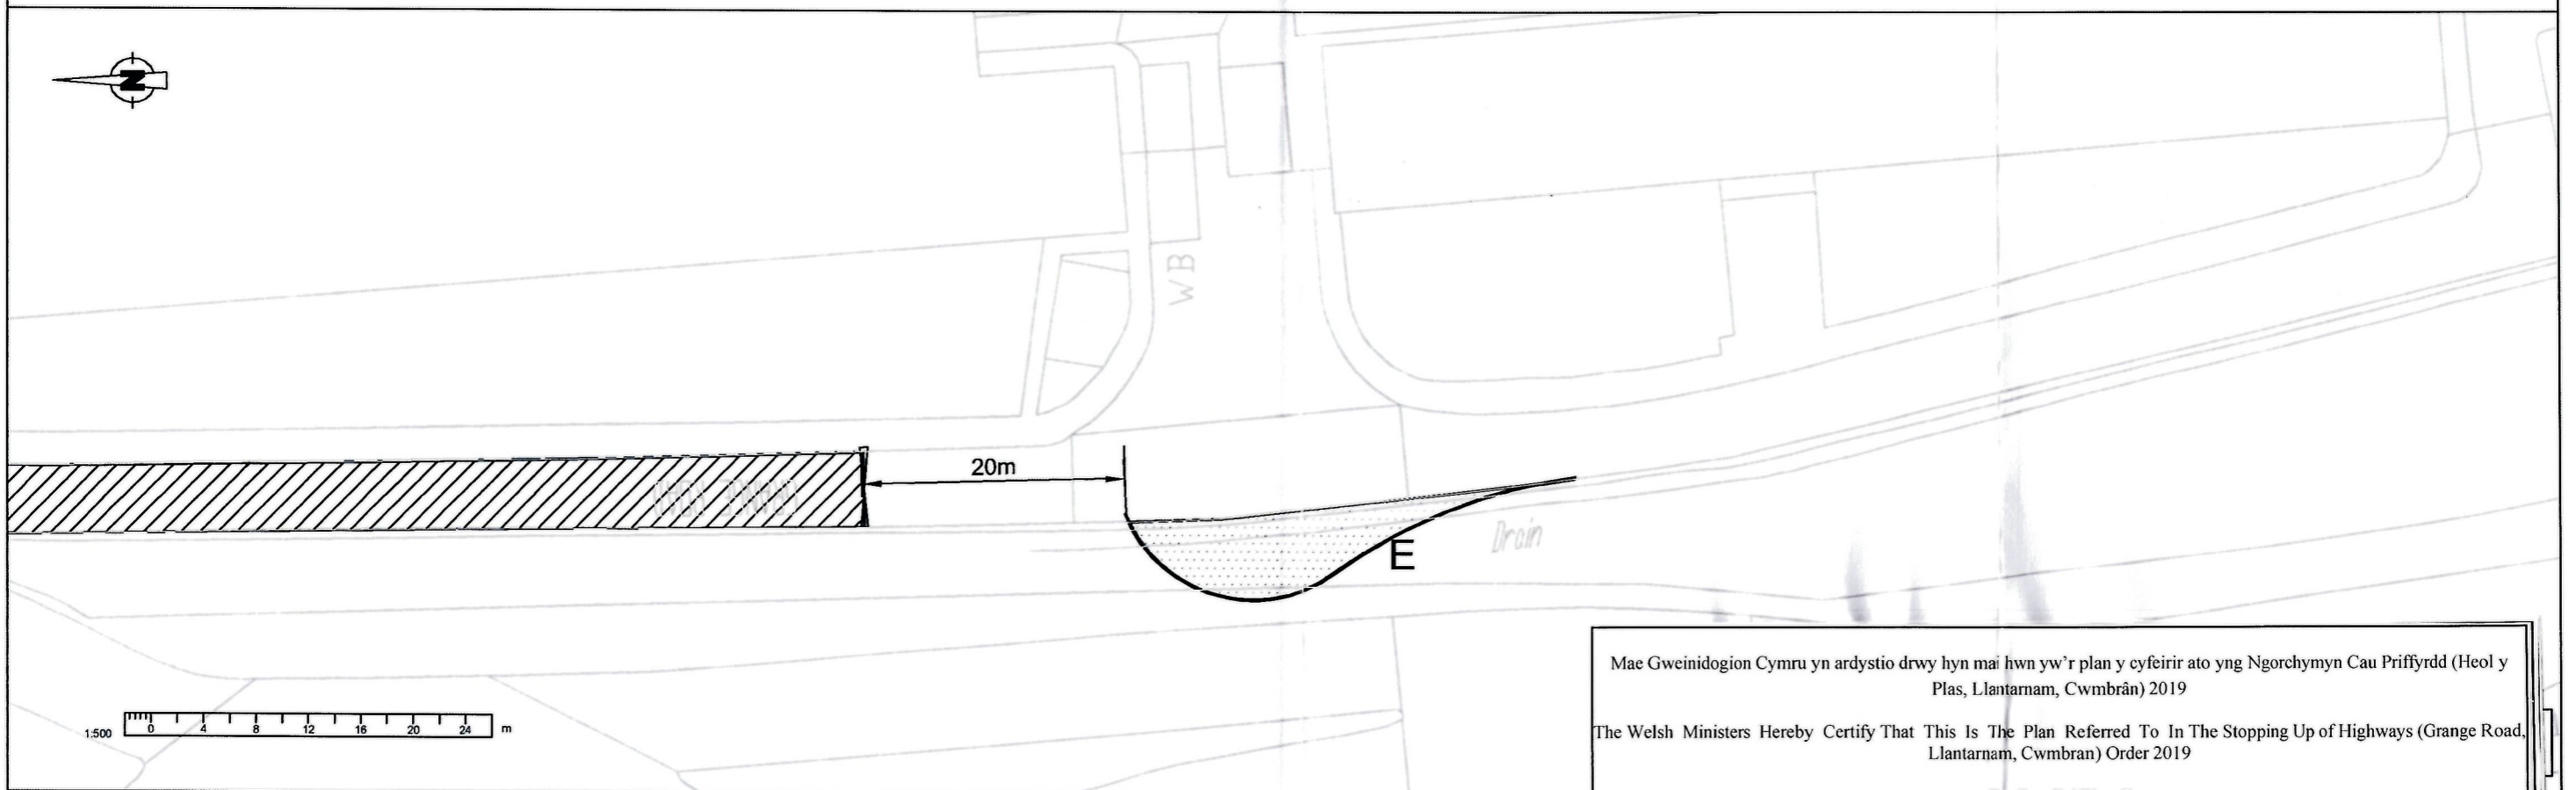 N
WB
GRANGE ROAD
20m
E
Drain
1:500
0 4 8 12 16 20 24 m
Mae Gweinidogion Cymru yn ardystio drwy hyn mai hwn yw'r plan y cyfeirir ato yng Ngorchymyn Cau Priffyrdd (Heol y
Plas, Llantarnam, Cwmbrân) 2019
The Welsh Ministers Hereby Certify That This Is The Plan Referred To In The Stopping Up of Highways (Grange Road,
Llantarnam, Cwmbran) Order 2019